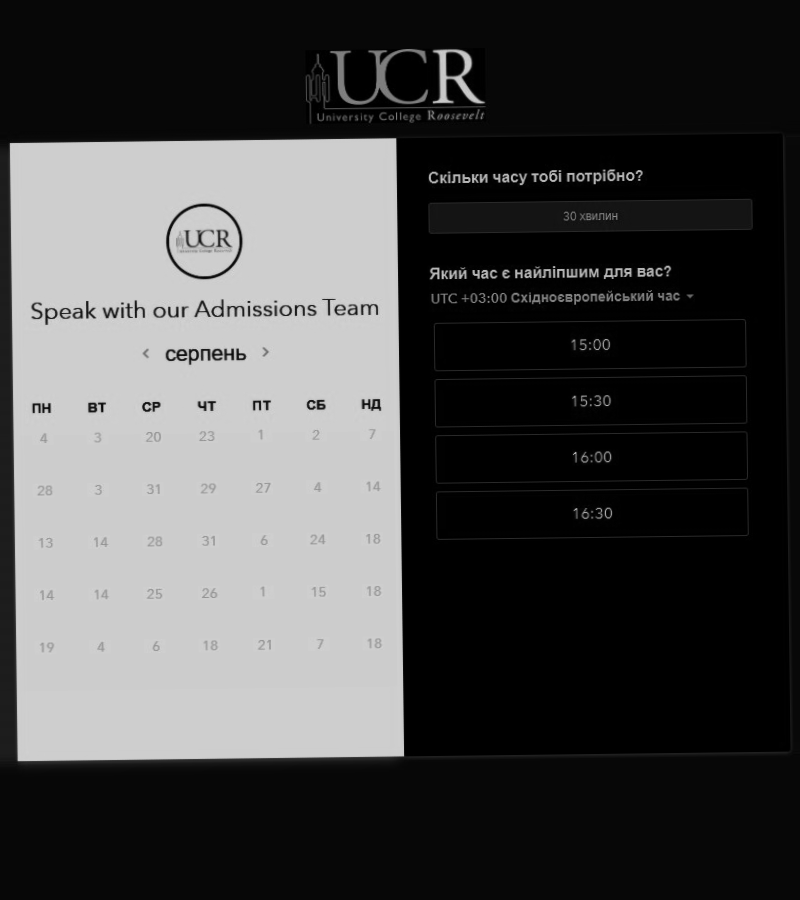 UCR
University College Roosevelt
UCR
University College Roosevelt
Speak with our Admissions Team
серпень
ПН ВТ СР ЧТ ПТ СБ НД
4 3 20 23 1 2 7
28 3 31 29 27 4 14
13 14 28 31 6 24 18
14 14 25 26 1 15 18
19 4 6 18 21 7 18
Скільки часу тобі потрібно?
30 хвилин
Який час є найліпшим для вас?
UTC +03:00 Східноєвропейський час
15:00
15:30
16:00
16:30